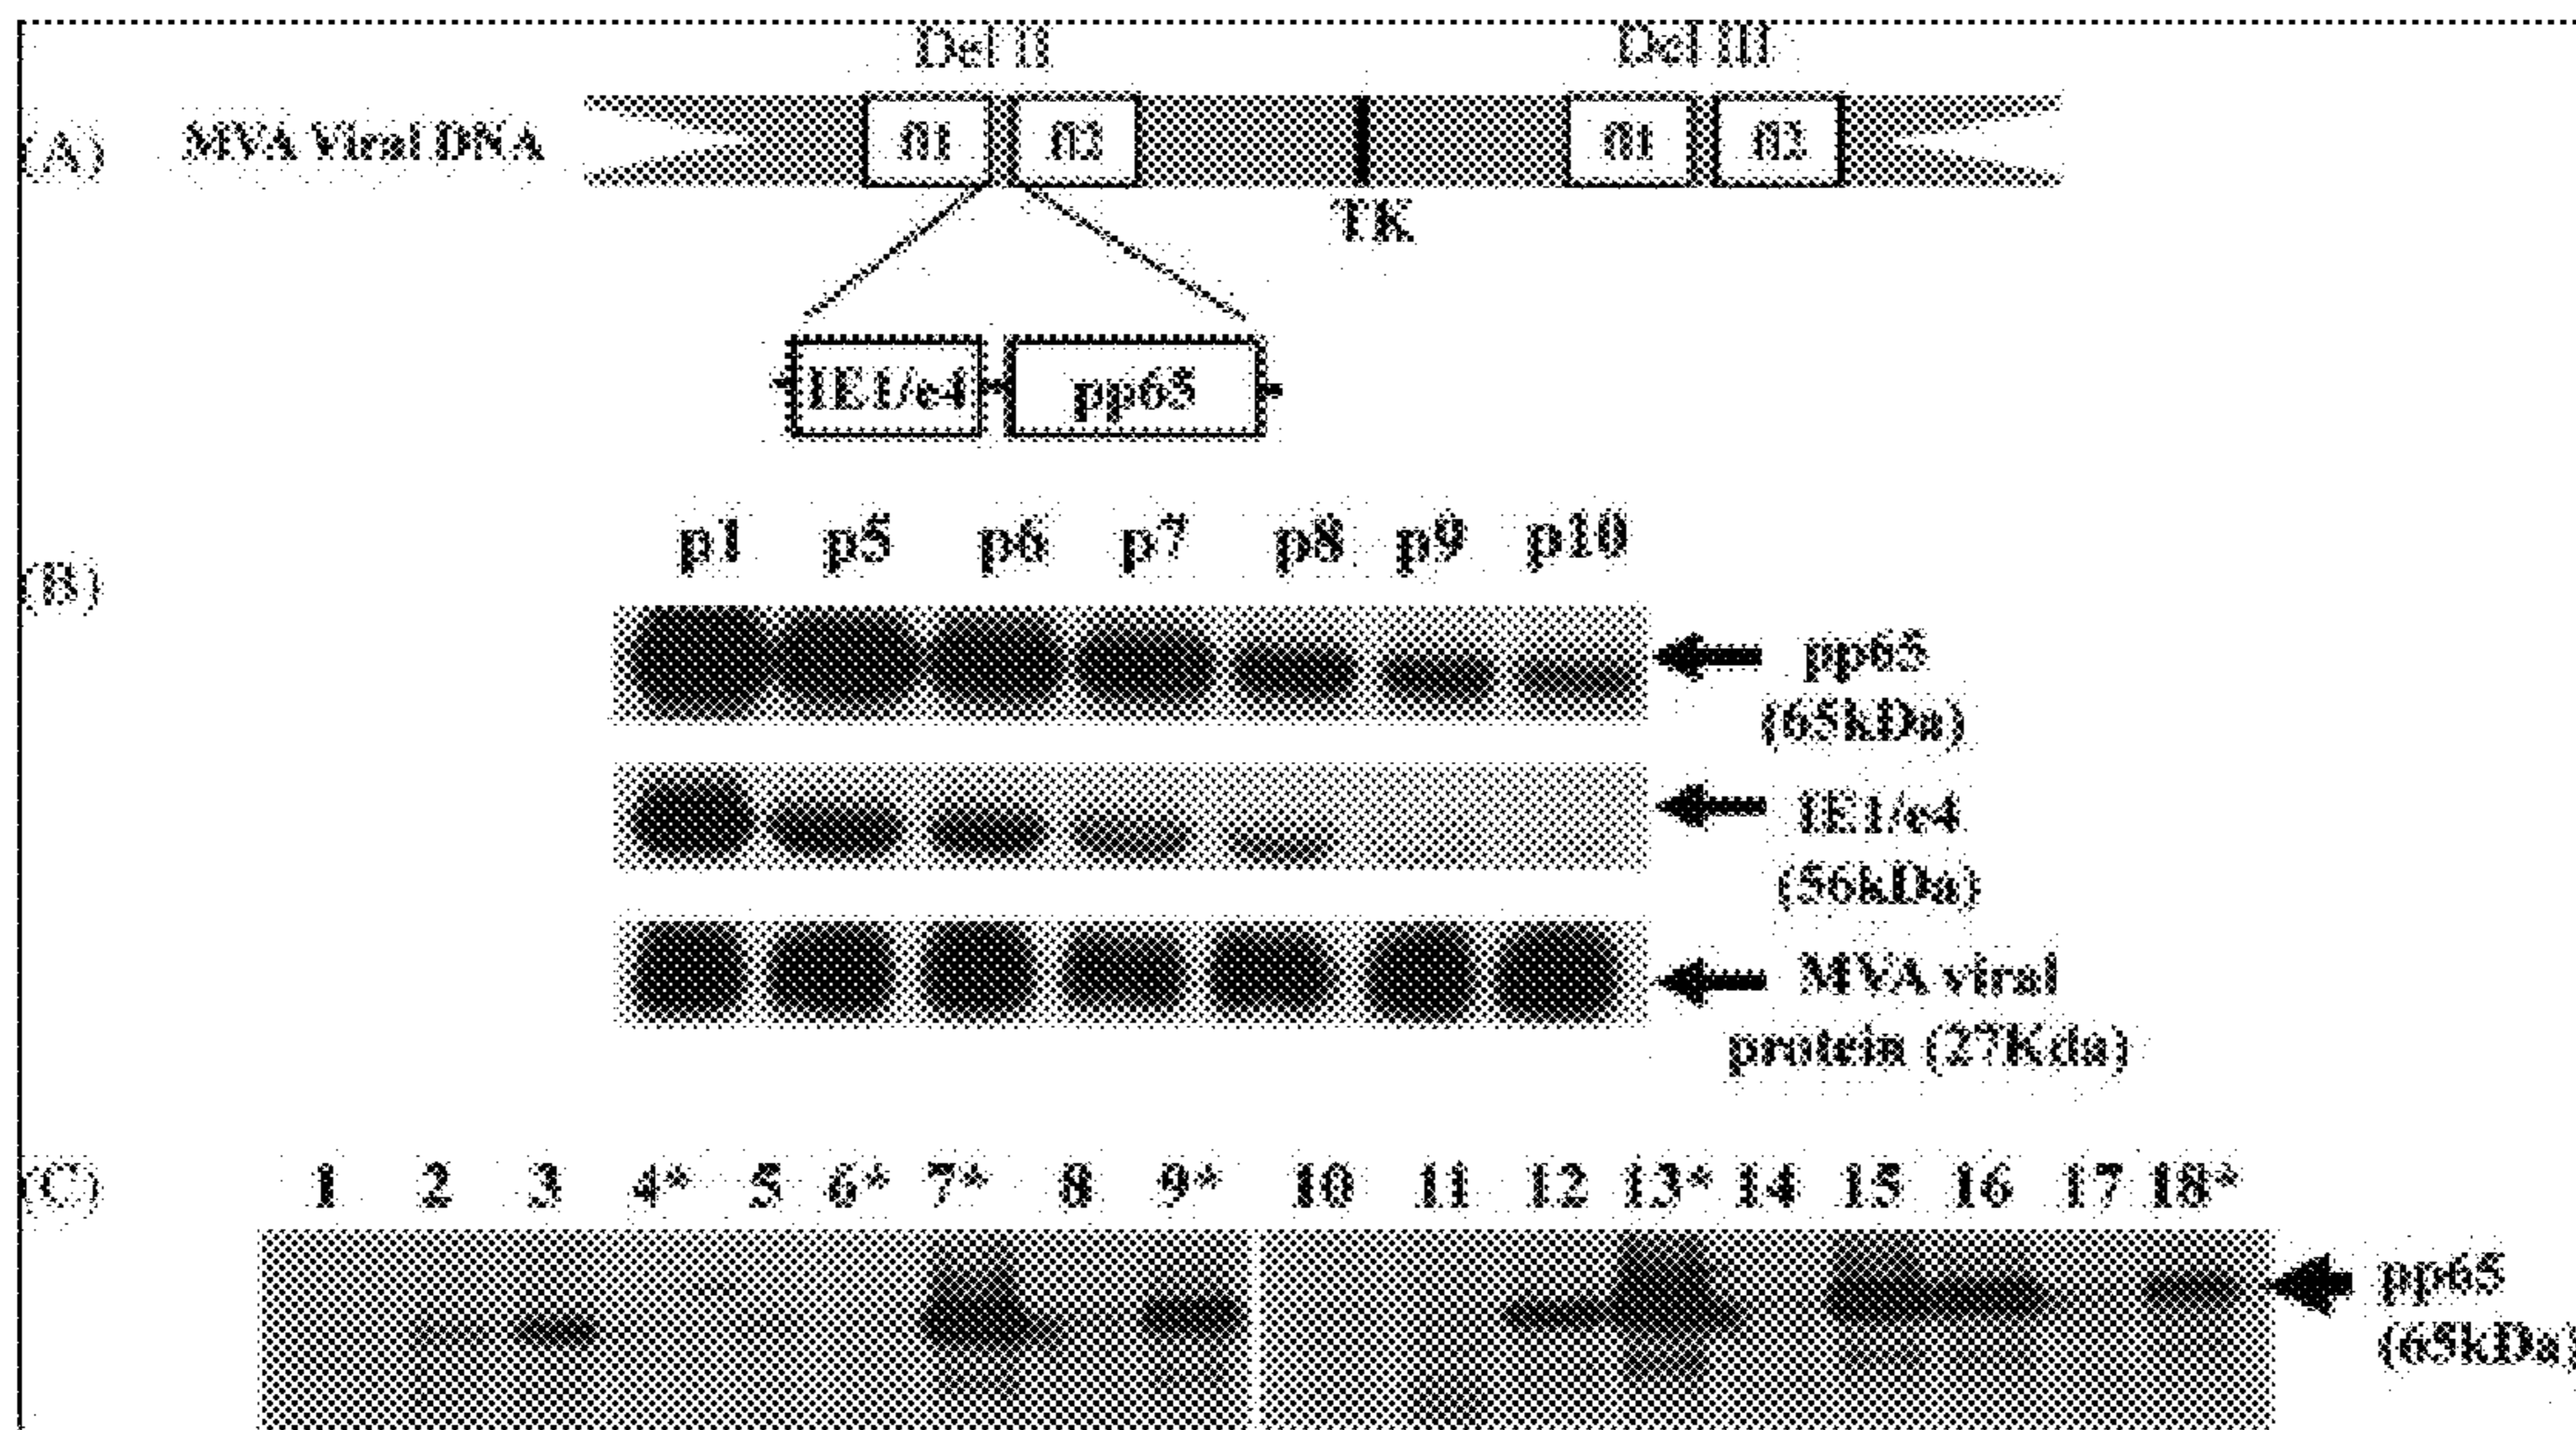 Del II Del III
(A) MVA Viral DNA fl1 fl2 fl1 fl2
TK
IE1/e4 pp65
p1 p5 p6 p7 p8 p9 p10
(B)
pp65
(65kDa)
IE1/e4
(56kDa)
MVA viral
protein (27Kda)
(C) 1 2 3 4* 5 6* 7* 8 9* 10 11 12 13* 14 15 16 17 18*
pp65
(65kDa)